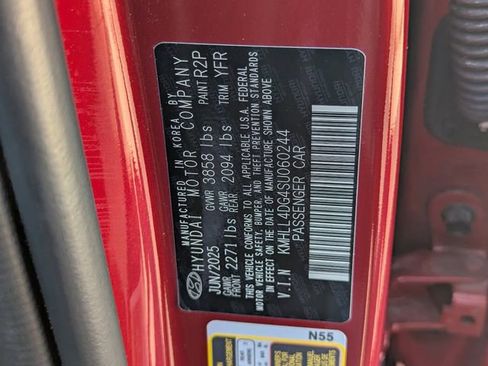 MANUFACTURED IN KOREA BY
HYUNDAI MOTOR COMPANY
JUN/2025 GVWR 3858 lbs PAINT R2P
GAWR FRONT 2271 lbs GAWR REAR 2094 lbs TRIM YFR
THIS VEHICLE CONFORMS TO ALL APPLICABLE U.S.A. FEDERAL
MOTOR VEHICLE SAFETY, BUMPER, AND THEFT PREVENTION STANDARDS
IN EFFECT ON THE DATE OF MANUFACTURE SHOWN ABOVE
V.I.N KMHLL4DG4SU060244
PASSENGER CAR
N55